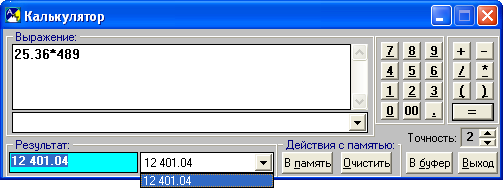 Калькулятор
Выражение:
25.36*489
7 8 9 + -
4 5 6 / *
1 2 3 ( )
0 00 . =
Точность: 2
Результат:
12 401.04
12 401.04
12 401.04
Действия с памятью:
В память Очистить
В буфер Выход